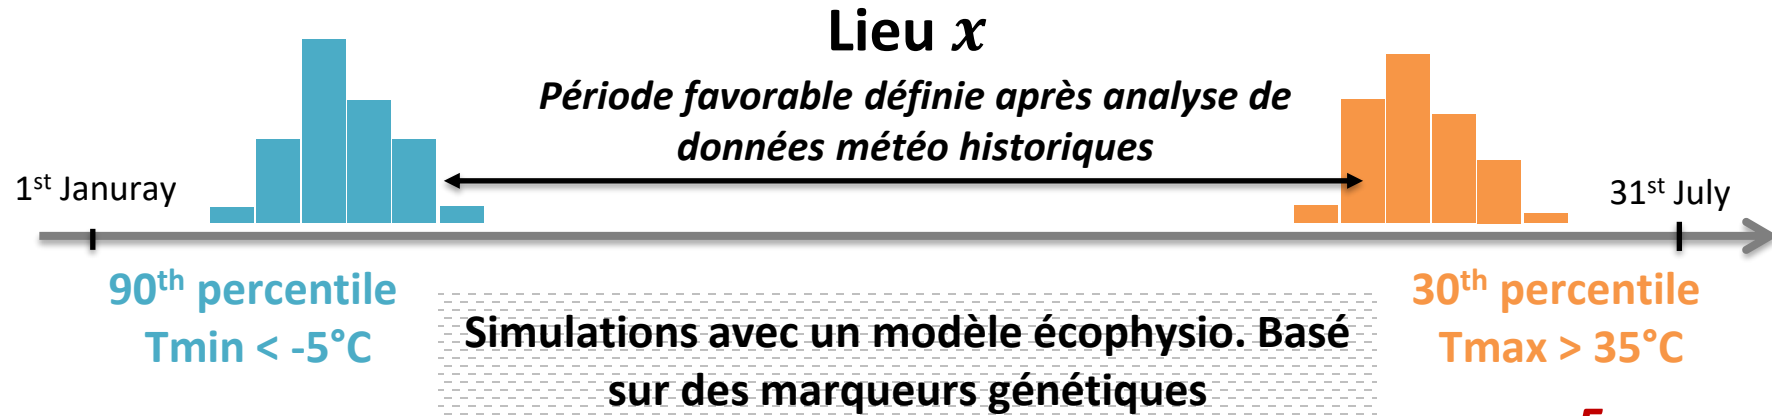 Lieu x
Période favorable définie après analyse de
données météo historiques
1st Januray
31st July
90th percentile
Tmin < -5°C
30th percentile
Tmax > 35°C
Simulations avec un modèle écophysio. Basé
sur des marqueurs génétiques